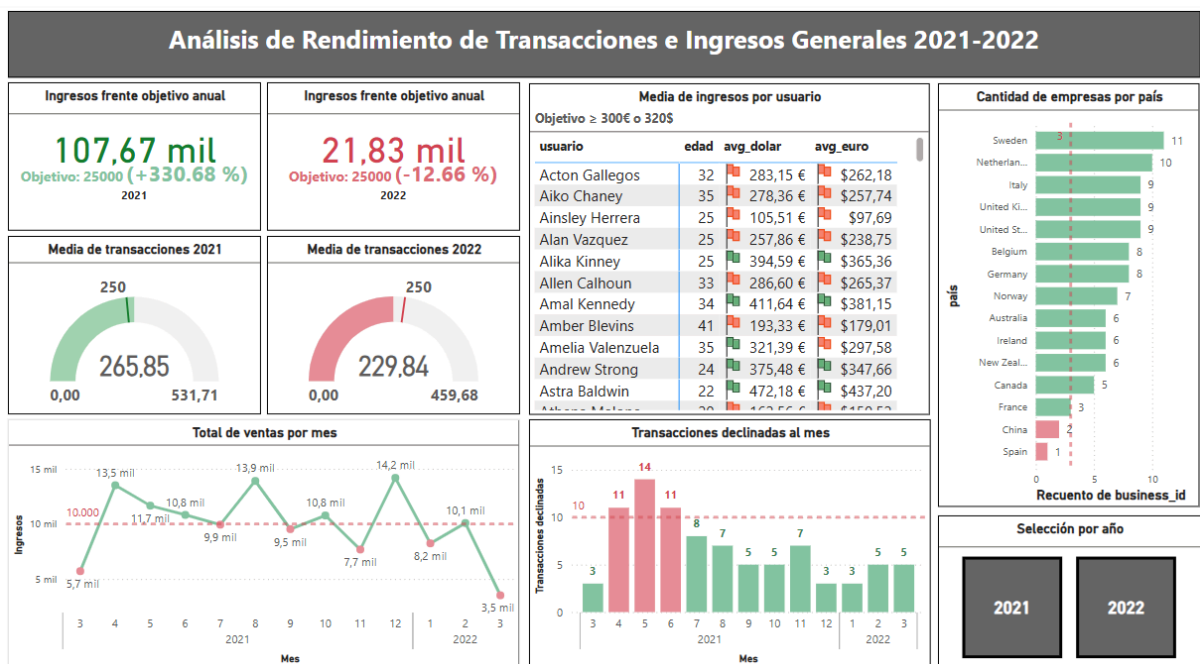 Análisis de Rendimiento de Transacciones e Ingresos Generales 2021-2022
Ingresos frente objetivo anual
107,67 mil
Objetivo: 25000 (+330.68 %)
2021
Ingresos frente objetivo anual
21,83 mil
Objetivo: 25000 (-12.66 %)
2022
Media de transacciones 2021
250
265,85
0,00
531,71
Media de transacciones 2022
250
229,84
0,00
459,68
Media de ingresos por usuario
Objetivo ≥ 300€ o 320$
usuario edad avg_dolar avg_euro
Acton Gallegos 32 283,15 € $262,18
Aiko Chaney 35 278,36 € $257,74
Ainsley Herrera 25 105,51 € $97,69
Alan Vazquez 25 257,86 € $238,75
Alika Kinney 25 394,59 € $365,36
Allen Calhoun 33 286,60 € $265,37
Amal Kennedy 34 411,64 € $381,15
Amber Blevins 41 193,33 € $179,01
Amelia Valenzuela 35 321,39 € $297,58
Andrew Strong 24 375,48 € $347,66
Astra Baldwin 22 472,18 € $437,20
Cantidad de empresas por país
3
Sweden 11
Netherlan... 10
Italy 9
United Ki... 9
United St... 9
Belgium 8
Germany 8
Norway 7
Australia 6
Ireland 6
New Zeal... 6
Canada 5
France 3
China 2
Spain 1
país
0 5 10
Recuento de business_id
Total de ventas por mes
Ingresos
15 mil
10 mil
5 mil
10.000
5,7 mil
13,5 mil
11,7 mil
10,8 mil
9,9 mil
13,9 mil
9,5 mil
10,8 mil
7,7 mil
14,2 mil
8,2 mil
10,1 mil
3,5 mil
3 4 5 6 7 8 9 10 11 12 1 2 3
2021 2022
Mes
Transacciones declinadas al mes
Transacciones declinadas
15
10
5
0
10
3 11 14 11 8 7 5 5 7 3 3 5 5
3 4 5 6 7 8 9 10 11 12 1 2 3
2021 2022
Mes
Selección por año
2021
2022